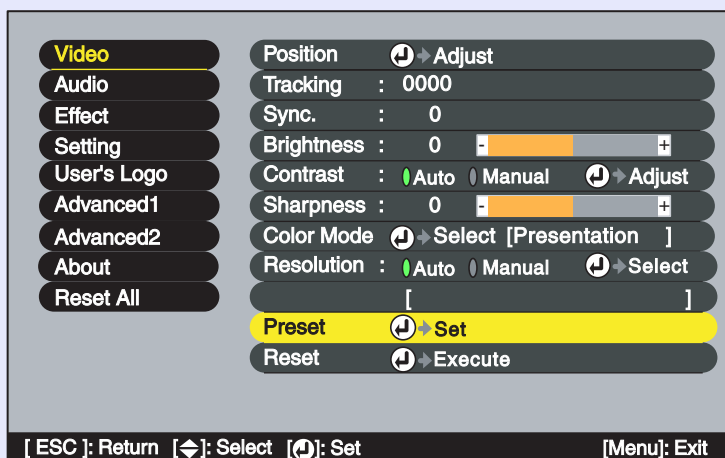 Video
Audio
Effect
Setting
User's Logo
Advanced1
Advanced2
About
Reset All
Position Adjust
Tracking : 0000
Sync. : 0
Brightness : 0 - +
Contrast : Auto Manual Adjust
Sharpness : 0 - +
Color Mode Select [Presentation ]
Resolution : Auto Manual Select
[ ]
Preset Set
Reset Execute
[ ESC ]: Return [ ]: Select [ ]: Set [Menu]: Exit